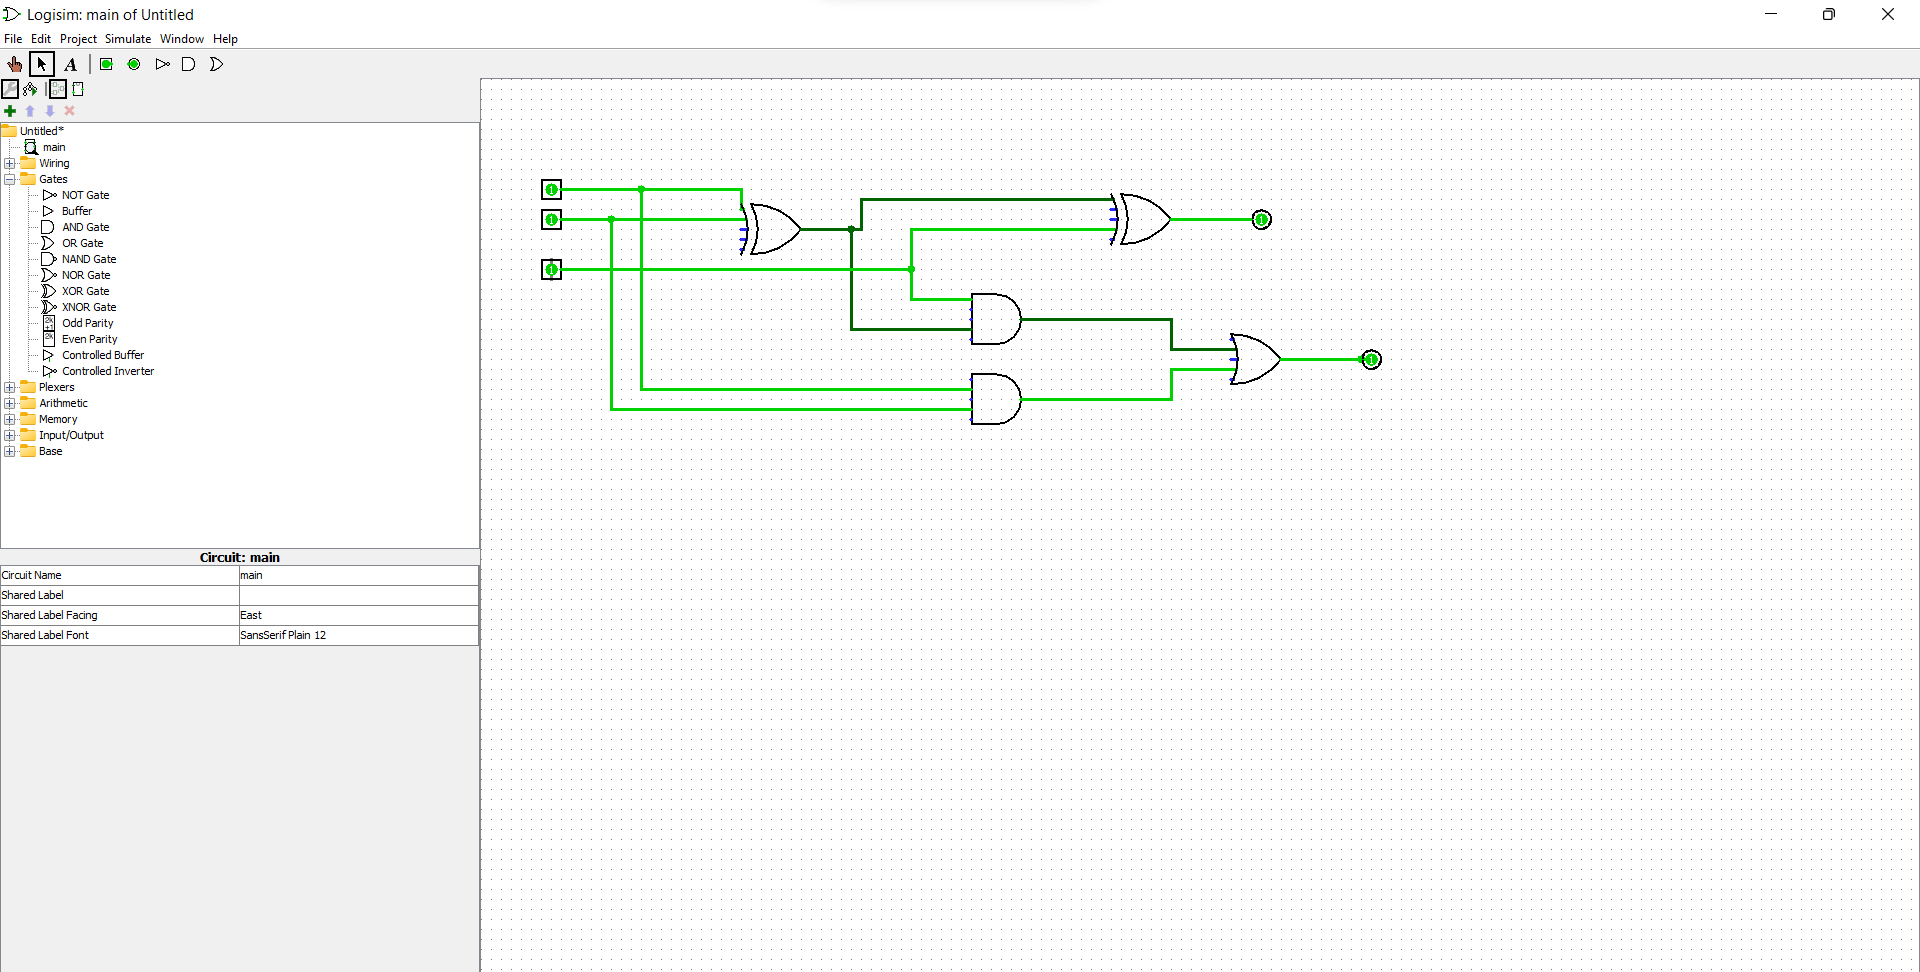 Logisim: main of Untitled
File Edit Project Simulate Window Help
A
Untitled*
main
Wiring
Gates
NOT Gate
Buffer
AND Gate
OR Gate
NAND Gate
NOR Gate
XOR Gate
XNOR Gate
2k
+1
Odd Parity
2k
Even Parity
Controlled Buffer
Controlled Inverter
Plexers
Arithmetic
Memory
Input/Output
Base
Circuit: main
Circuit Name main
Shared Label
Shared Label Facing East
Shared Label Font SansSerif Plain 12
1
1
1
1
1